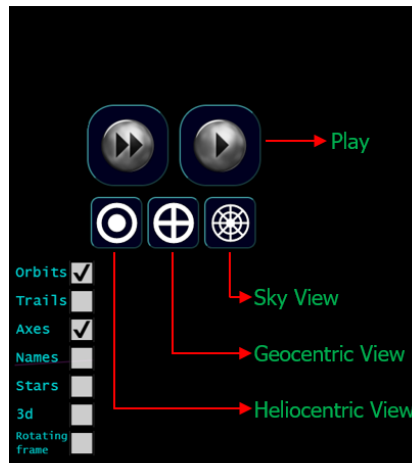 Play
Orbits
Trails
Sky View
Axes
Names
Geocentric View
Stars
3d
Heliocentric View
Rotating
frame